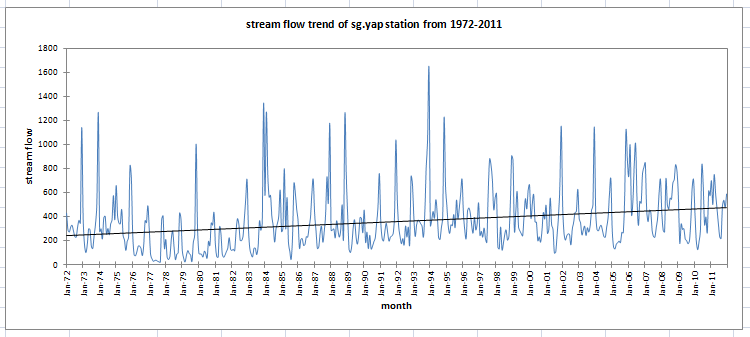 stream flow trend of sg.yap station from 1972-2011
1800
1600
1400
1200
1000
800
600
400
200
0
stream flow
Jan-72
Jan-73
Jan-74
Jan-75
Jan-76
Jan-77
Jan-78
Jan-79
Jan-80
Jan-81
Jan-82
Jan-83
Jan-84
Jan-85
Jan-86
Jan-87
Jan-88
Jan-89
Jan-90
Jan-91
Jan-92
Jan-93
Jan-94
Jan-95
Jan-96
Jan-97
Jan-98
Jan-99
Jan-00
Jan-01
Jan-02
Jan-03
Jan-04
Jan-05
Jan-06
Jan-07
Jan-08
Jan-09
Jan-10
Jan-11
month